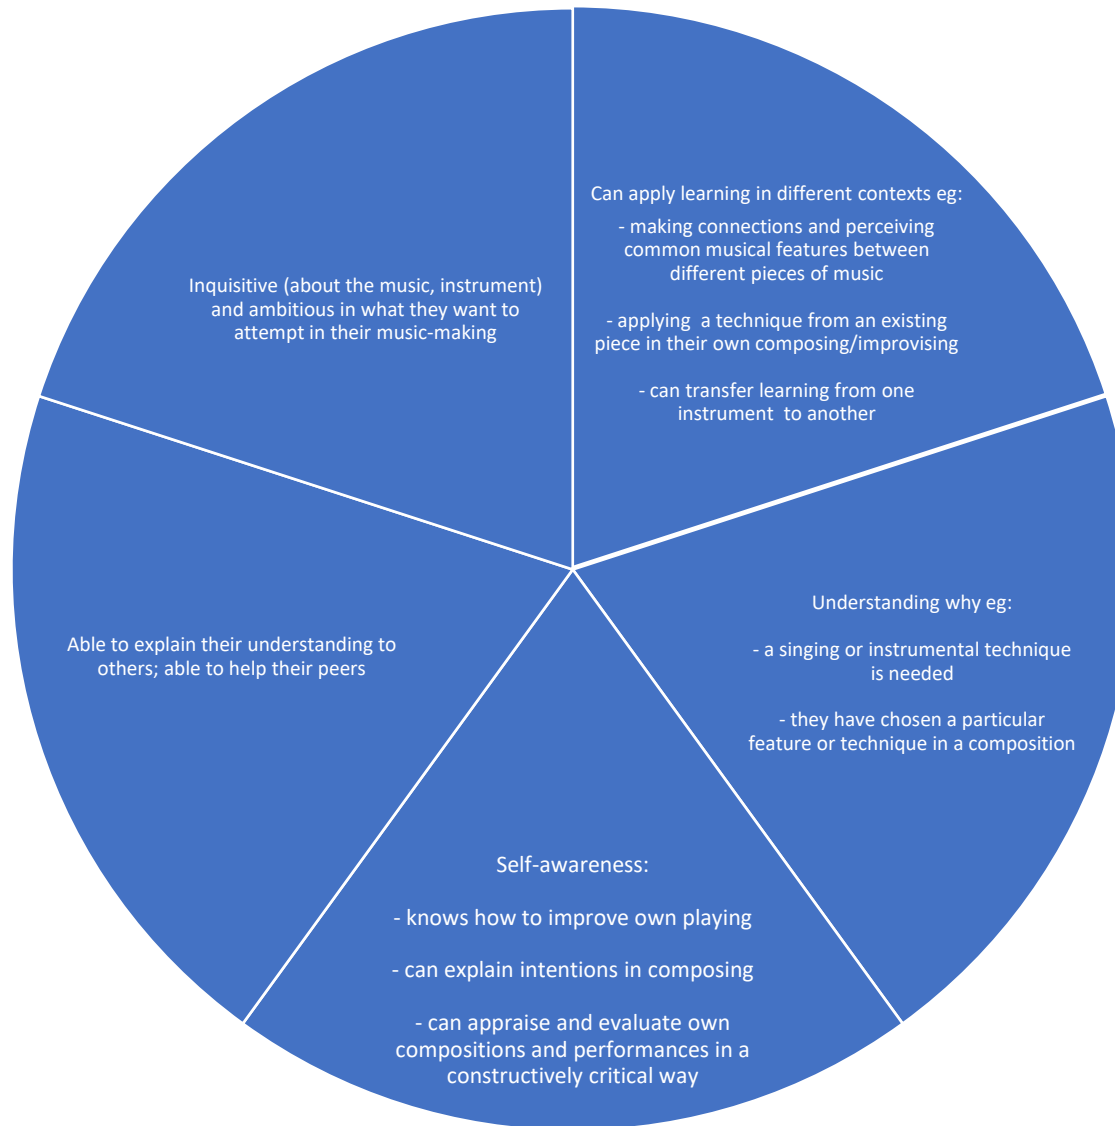 Can apply learning in different contexts eg:
- making connections and perceiving
common musical features between
different pieces of music
- applying  a technique from an existing
piece in their own composing/improvising
- can transfer learning from one
instrument  to another
Understanding why eg:
- a singing or instrumental technique
is needed
- they have chosen a particular
feature or technique in a composition
Self-awareness:
- knows how to improve own playing
- can explain intentions in composing
- can appraise and evaluate own
compositions and performances in a
constructively critical way
Able to explain their understanding to
others; able to help their peers
Inquisitive (about the music, instrument)
and ambitious in what they want to
attempt in their music-making